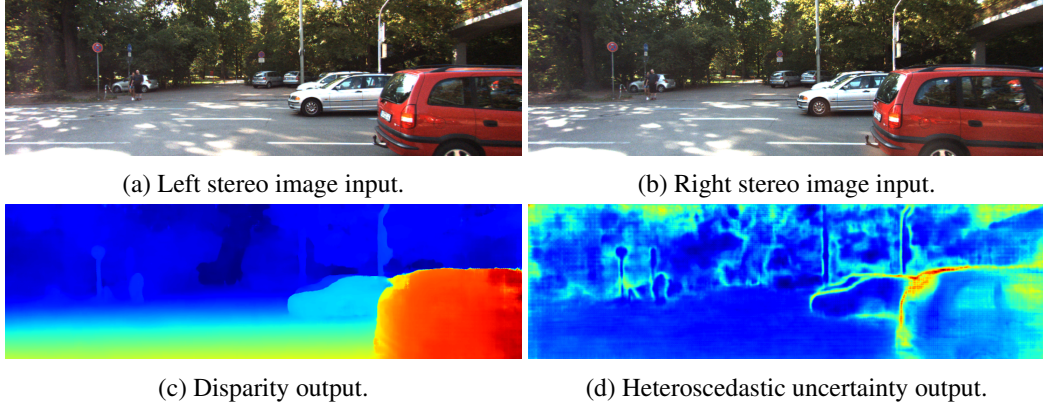 (a) Left stereo image input.
(b) Right stereo image input.
(c) Disparity output.
(d) Heteroscedastic uncertainty output.